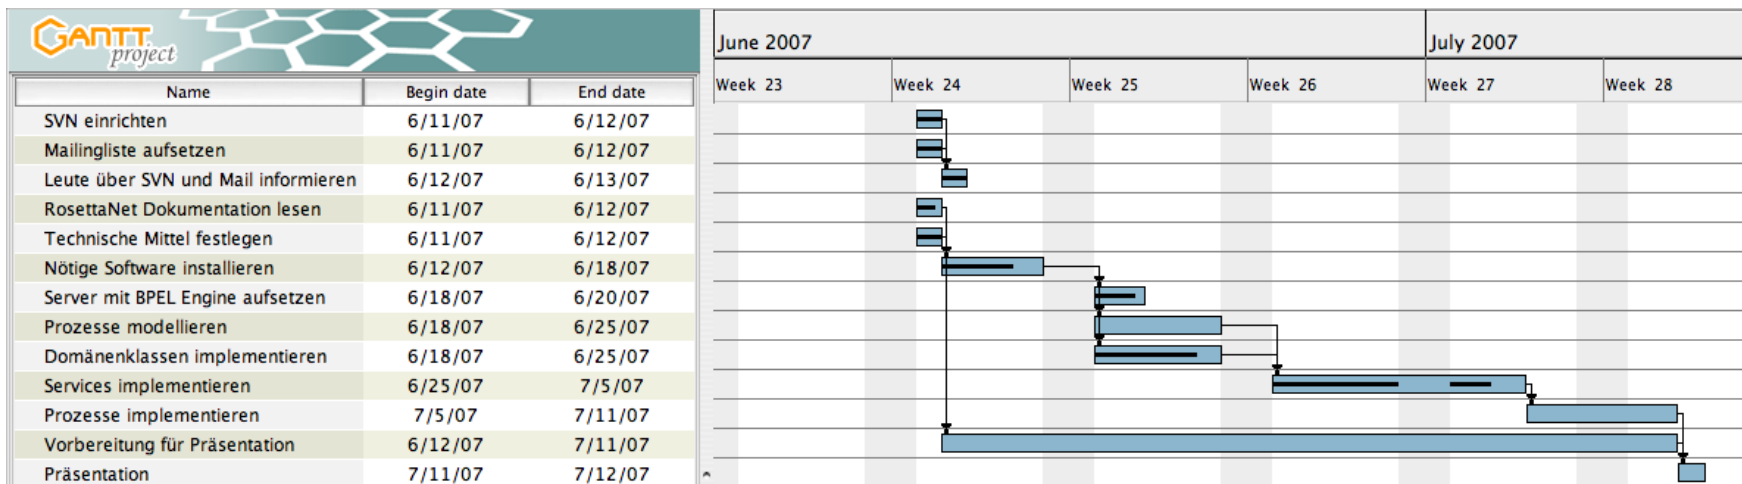 GANTT
project
June 2007 July 2007
Week 23 Week 24 Week 25 Week 26 Week 27 Week 28
Name Begin date End date
SVN einrichten 6/11/07 6/12/07
Mailingliste aufsetzen 6/11/07 6/12/07
Leute über SVN und Mail informieren 6/12/07 6/13/07
RosettaNet Dokumentation lesen 6/11/07 6/12/07
Technische Mittel festlegen 6/11/07 6/12/07
Nötige Software installieren 6/12/07 6/18/07
Server mit BPEL Engine aufsetzen 6/18/07 6/20/07
Prozesse modellieren 6/18/07 6/25/07
Domänenklassen implementieren 6/18/07 6/25/07
Services implementieren 6/25/07 7/5/07
Prozesse implementieren 7/5/07 7/11/07
Vorbereitung für Präsentation 6/12/07 7/11/07
Präsentation 7/11/07 7/12/07